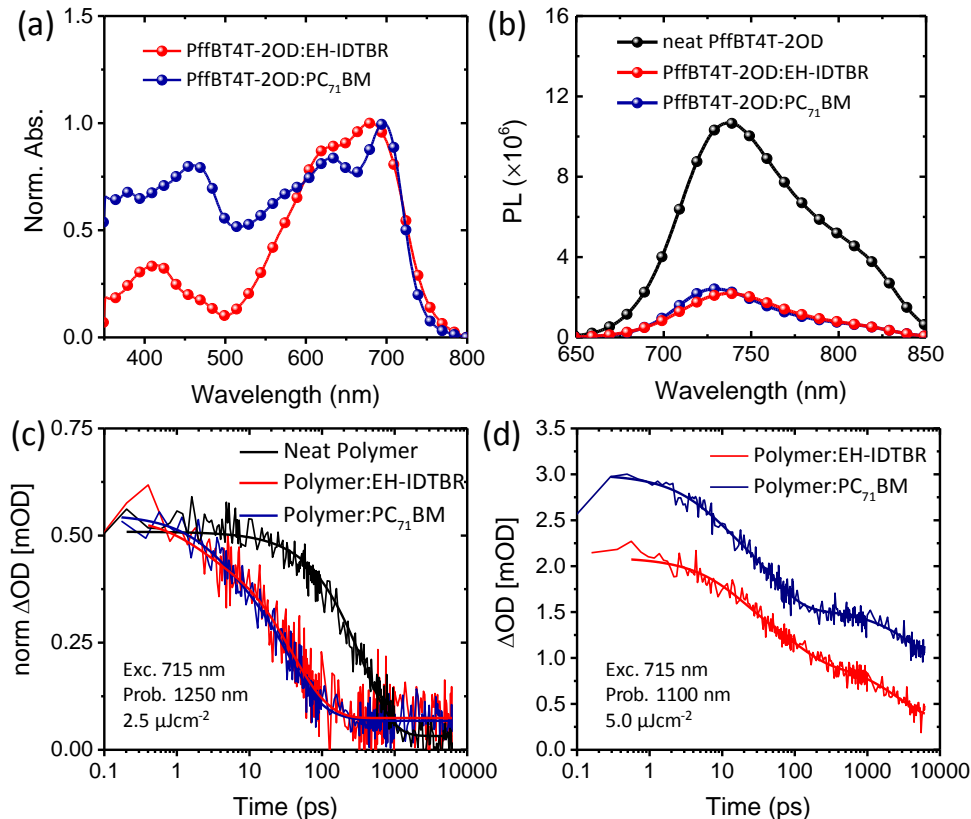 (a)
1.5
1.0
0.5
0.0
Norm. Abs.
PffBT4T-2OD:EH-IDTBR
PffBT4T-2OD:PC₇₁BM
400 500 600 700 800
Wavelength (nm)
(b)
16
12
8
4
0
PL (×10⁶)
neat PffBT4T-2OD
PffBT4T-2OD:EH-IDTBR
PffBT4T-2OD:PC₇₁BM
650 700 750 800 850
Wavelength (nm)
(c)
0.75
0.50
0.25
0.00
norm ΔOD [mOD]
Neat Polymer
Polymer:EH-IDTBR
Polymer:PC₇₁BM
Exc. 715 nm
Prob. 1250 nm
2.5 μJcm⁻²
0.1 1 10 100 1000 10000
Time (ps)
(d)
3.5
3.0
2.5
2.0
1.5
1.0
0.5
0.0
ΔOD [mOD]
Polymer:EH-IDTBR
Polymer:PC₇₁BM
Exc. 715 nm
Prob. 1100 nm
5.0 μJcm⁻²
0.1 1 10 100 1000 10000
Time (ps)